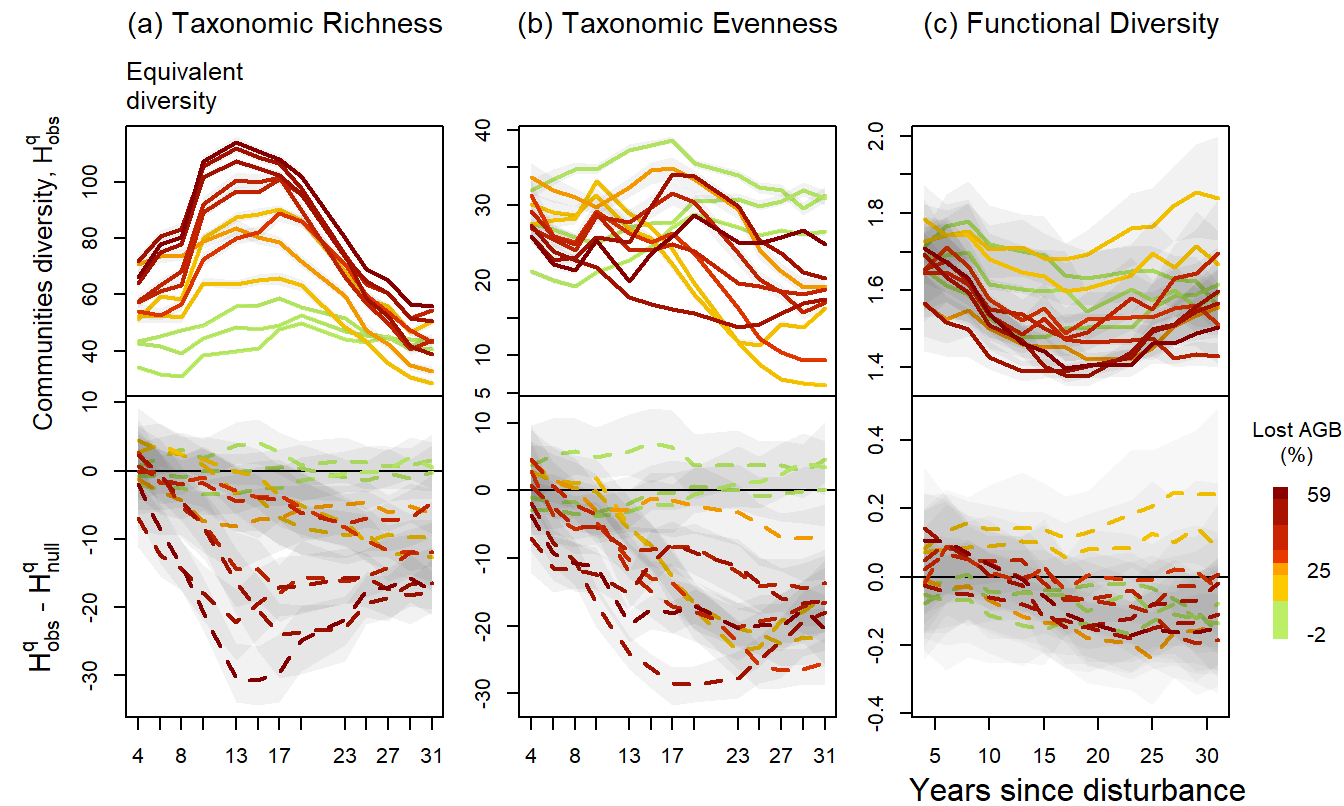 (a) Taxonomic Richness
(b) Taxonomic Evenness
(c) Functional Diversity
Equivalent
diversity
Communities diversity, H^q_obs
H^q_obs - H^q_null
100
80
60
40
10
0
-10
-20
-30
4 8 13 17 23 31
40
30
20
10
5
10
0
-10
-20
-30
4 8 13 17 23 31
2.0
1.8
1.6
1.4
0.4
0.2
0.0
-0.2
-0.4
5 10 15 20 25 30
Years since disturbance
Lost AGB
(%)
59
25
-2